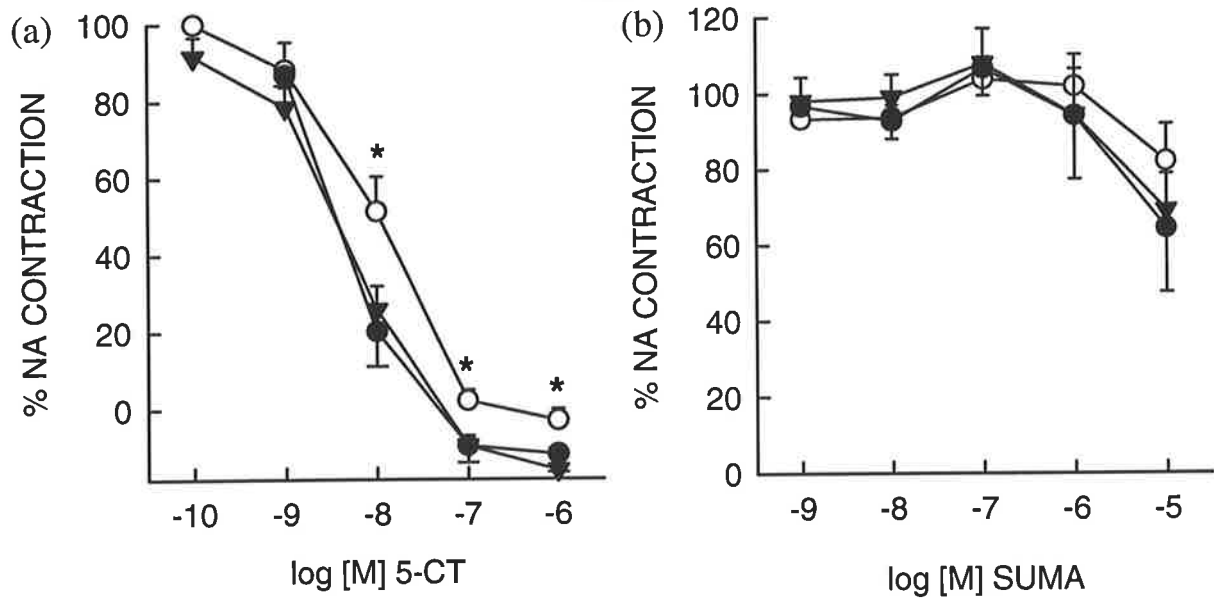 (a)
% NA CONTRACTION
100
80
60
40
20
0
*
*
*
-10 -9 -8 -7 -6
log [M] 5-CT
(b)
% NA CONTRACTION
120
100
80
60
40
20
0
-9 -8 -7 -6 -5
log [M] SUMA